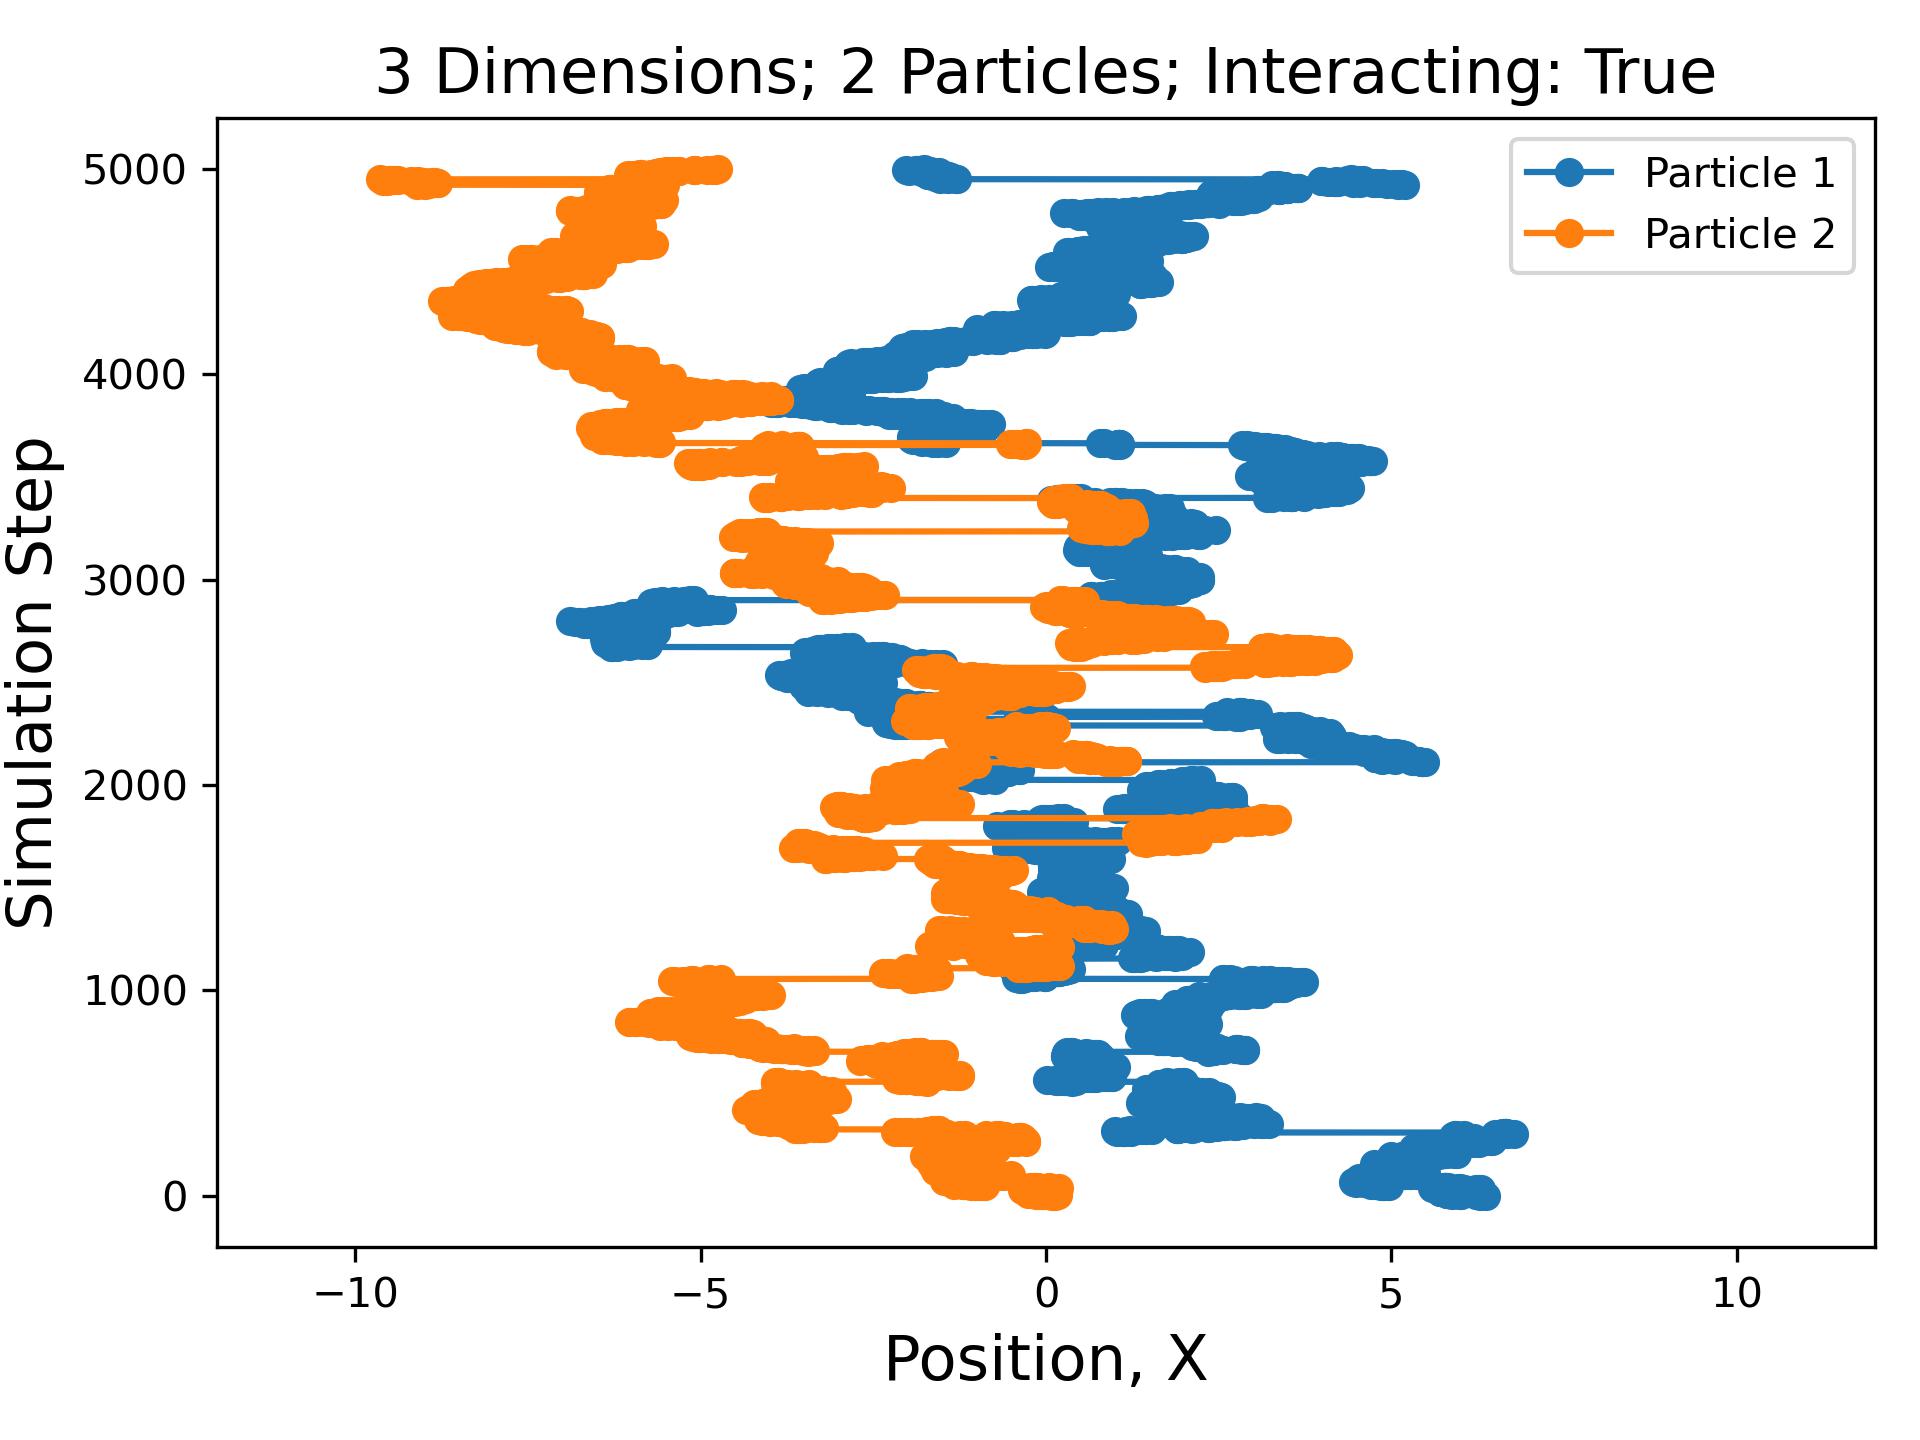 3 Dimensions; 2 Particles; Interacting: True
Particle 1
Particle 2
Simulation Step
5000
4000
3000
2000
1000
0
−10
−5
0
5
10
Position, X